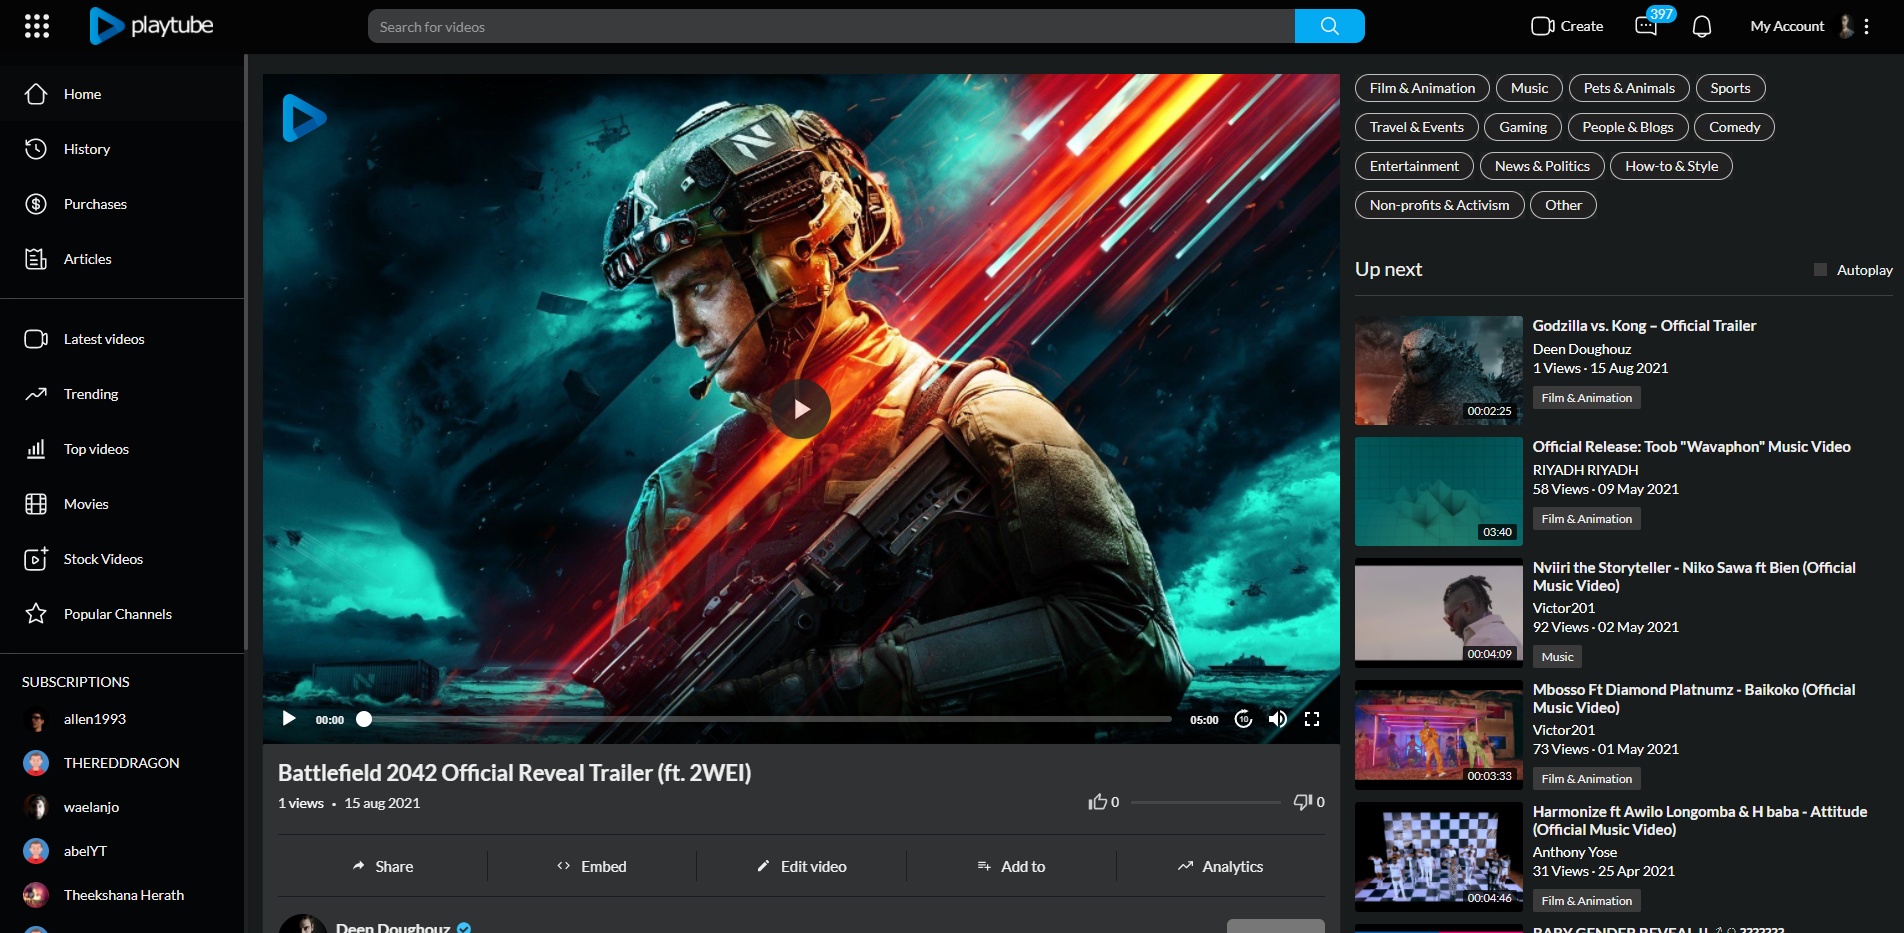 playtube
Search for videos
Create
397
My Account
Home
History
Purchases
Articles
Latest videos
Trending
Top videos
Movies
Stock Videos
Popular Channels
SUBSCRIPTIONS
allen1993
THEREDDRAGON
waelanjo
abelYT
Theekshana Herath
00:00
05:00
10
Battlefield 2042 Official Reveal Trailer (ft. 2WEI)
1 views • 15 aug 2021
0
0
Share
Embed
Edit video
Add to
Analytics
Deen Doughouz
Film & Animation
Music
Pets & Animals
Sports
Travel & Events
Gaming
People & Blogs
Comedy
Entertainment
News & Politics
How-to & Style
Non-profits & Activism
Other
Up next
Autoplay
00:02:25
Godzilla vs. Kong – Official Trailer
Deen Doughouz
1 Views · 15 Aug 2021
Film & Animation
03:40
Official Release: Toob "Wavaphon" Music Video
RIYADH RIYADH
58 Views · 09 May 2021
Film & Animation
00:04:09
Nviiri the Storyteller - Niko Sawa ft Bien (Official
Music Video)
Victor201
92 Views · 02 May 2021
Music
00:03:33
Mbosso Ft Diamond Platnumz - Baikoko (Official
Music Video)
Victor201
73 Views · 01 May 2021
Film & Animation
00:04:46
Harmonize ft Awilo Longomba & H baba - Attitude
(Official Music Video)
Anthony Yose
31 Views · 25 Apr 2021
Film & Animation
BABY GENDER REVEAL !!